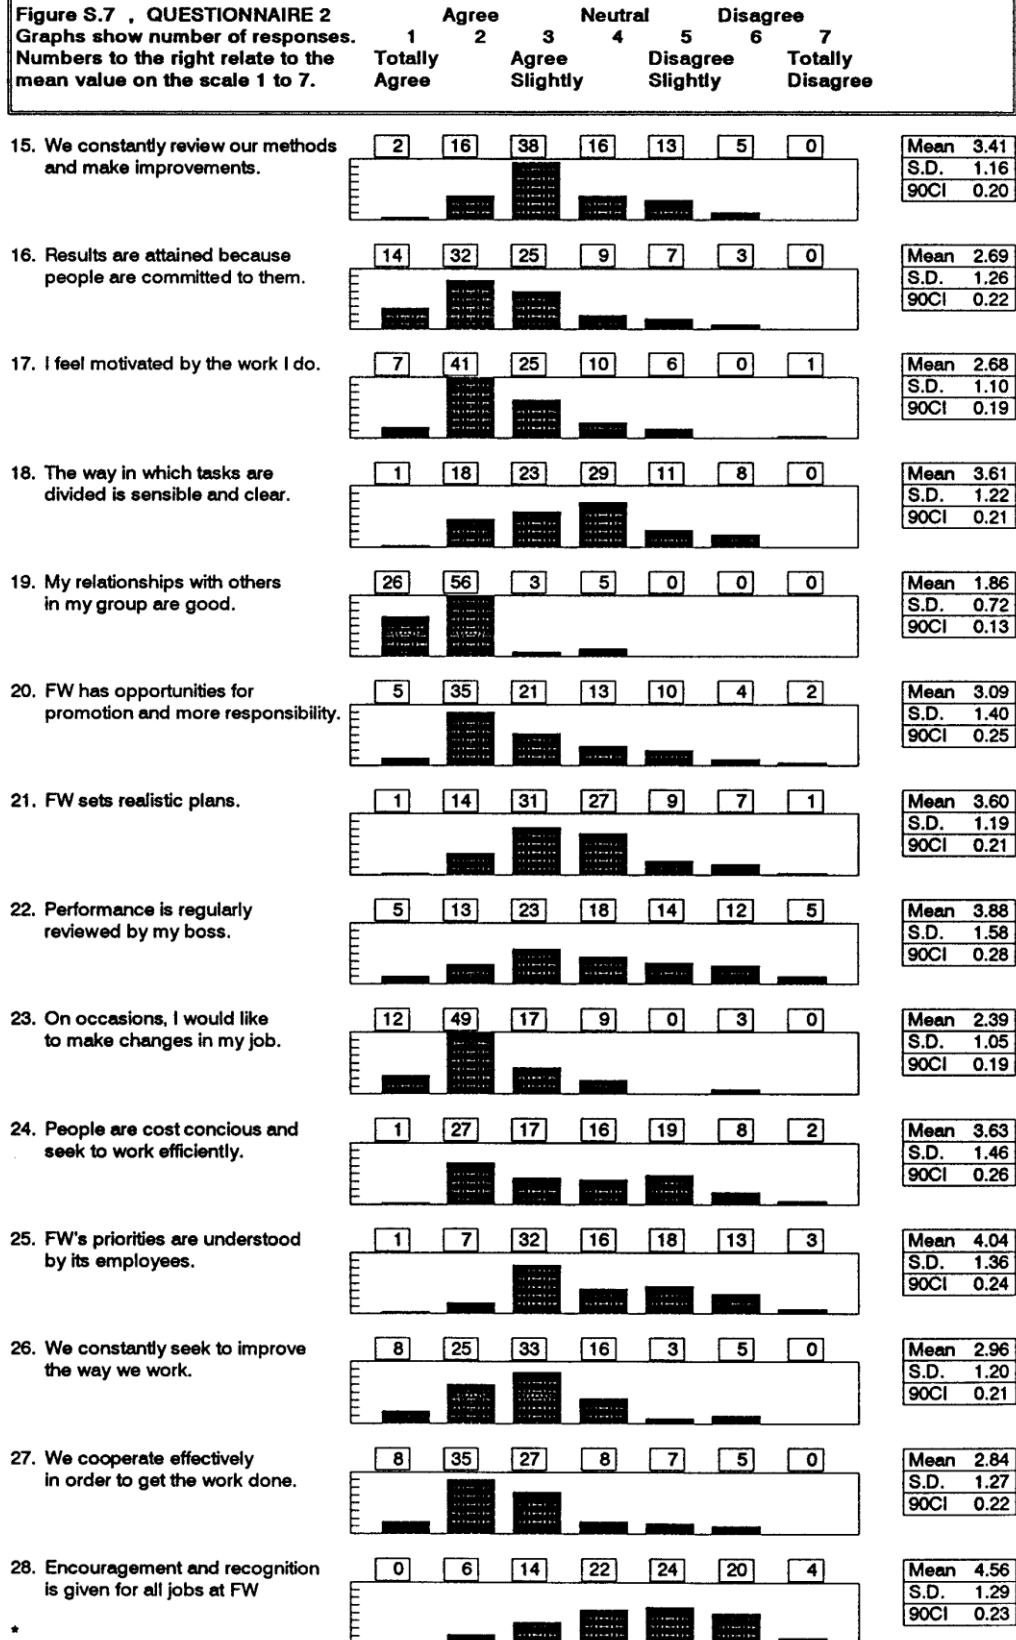 Figure S.7 , QUESTIONNAIRE 2 Agree Neutral Disagree
Graphs show number of responses. 1 2 3 4 5 6 7
Numbers to the right relate to the Totally Agree Disagree Totally
mean value on the scale 1 to 7. Agree Slightly Slightly Disagree
15. We constantly review our methods 2 16 38 16 13 5 0 Mean 3.41
and make improvements. S.D. 1.16
90CI 0.20
16. Results are attained because 14 32 25 9 7 3 0 Mean 2.69
people are committed to them. S.D. 1.26
90CI 0.22
17. I feel motivated by the work I do. 7 41 25 10 6 0 1 Mean 2.68
S.D. 1.10
90CI 0.19
18. The way in which tasks are 1 18 23 29 11 8 0 Mean 3.61
divided is sensible and clear. S.D. 1.22
90CI 0.21
19. My relationships with others 26 56 3 5 0 0 0 Mean 1.86
in my group are good. S.D. 0.72
90CI 0.13
20. FW has opportunities for 5 35 21 13 10 4 2 Mean 3.09
promotion and more responsibility. S.D. 1.40
90CI 0.25
21. FW sets realistic plans. 1 14 31 27 9 7 1 Mean 3.60
S.D. 1.19
90CI 0.21
22. Performance is regularly 5 13 23 18 14 12 5 Mean 3.88
reviewed by my boss. S.D. 1.58
90CI 0.28
23. On occasions, I would like 12 49 17 9 0 3 0 Mean 2.39
to make changes in my job. S.D. 1.05
90CI 0.19
24. People are cost concious and 1 27 17 16 19 8 2 Mean 3.63
seek to work efficiently. S.D. 1.46
90CI 0.26
25. FW's priorities are understood 1 7 32 16 18 13 3 Mean 4.04
by its employees. S.D. 1.36
90CI 0.24
26. We constantly seek to improve 8 25 33 16 3 5 0 Mean 2.96
the way we work. S.D. 1.20
90CI 0.21
27. We cooperate effectively 8 35 27 8 7 5 0 Mean 2.84
in order to get the work done. S.D. 1.27
90CI 0.22
28. Encouragement and recognition 0 6 14 22 24 20 4 Mean 4.56
is given for all jobs at FW S.D. 1.29
90CI 0.23
*